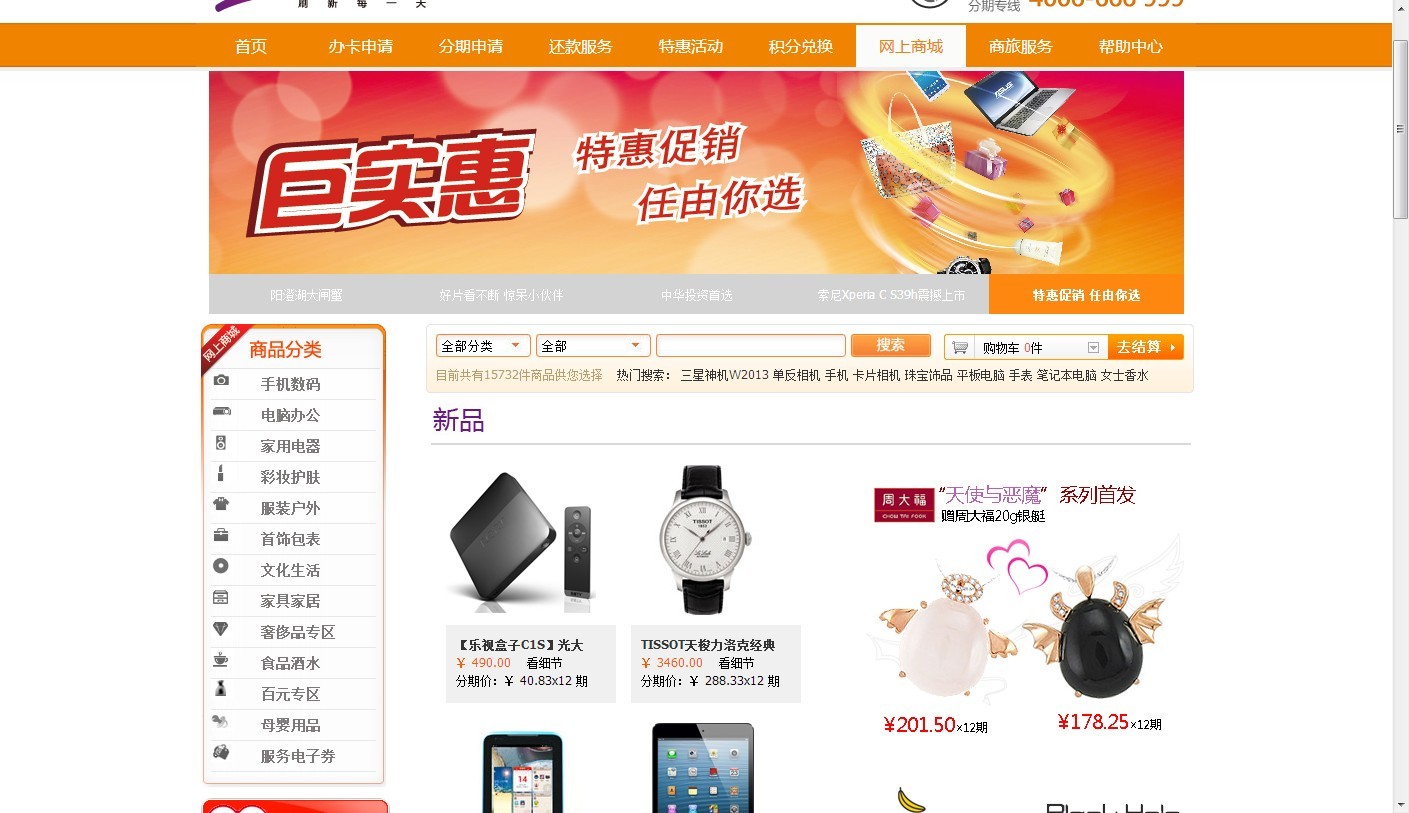 刷 新 每 一 天
分期专线 4006-666-999
首页 办卡申请 分期申请 还款服务 特惠活动 积分兑换 网上商城 商旅服务 帮助中心
ASUS
巨实惠
特惠促销
任由你选
阳澄湖大闸蟹 好片看不断 惊呆小伙伴 中华投资首选 索尼Xperia C S39h震撼上市 特惠促销 任由你选
网上商城
商品分类
手机数码
电脑办公
家用电器
彩妆护肤
服装户外
首饰包表
文化生活
家具家居
奢侈品专区
食品酒水
百元专区
母婴用品
服务电子券
全部分类 全部 搜索 购物车 0件 去结算
目前共有15732件商品供您选择 热门搜索： 三星神机W2013 单反相机 手机 卡片相机 珠宝饰品 平板电脑 手表 笔记本电脑 女士香水
新品
TISSOT
1853
【乐视盒子C1S】光大
¥ 490.00 看细节
分期价：¥ 40.83x12 期
TISSOT天梭力洛克经典
¥ 3460.00 看细节
分期价：¥ 288.33x12 期
周大福
CHOW TAI FOOK
“天使与恶魔” 系列首发
赠周大福20g银艇
¥201.50×12期
¥178.25×12期
14
23
Black Hole